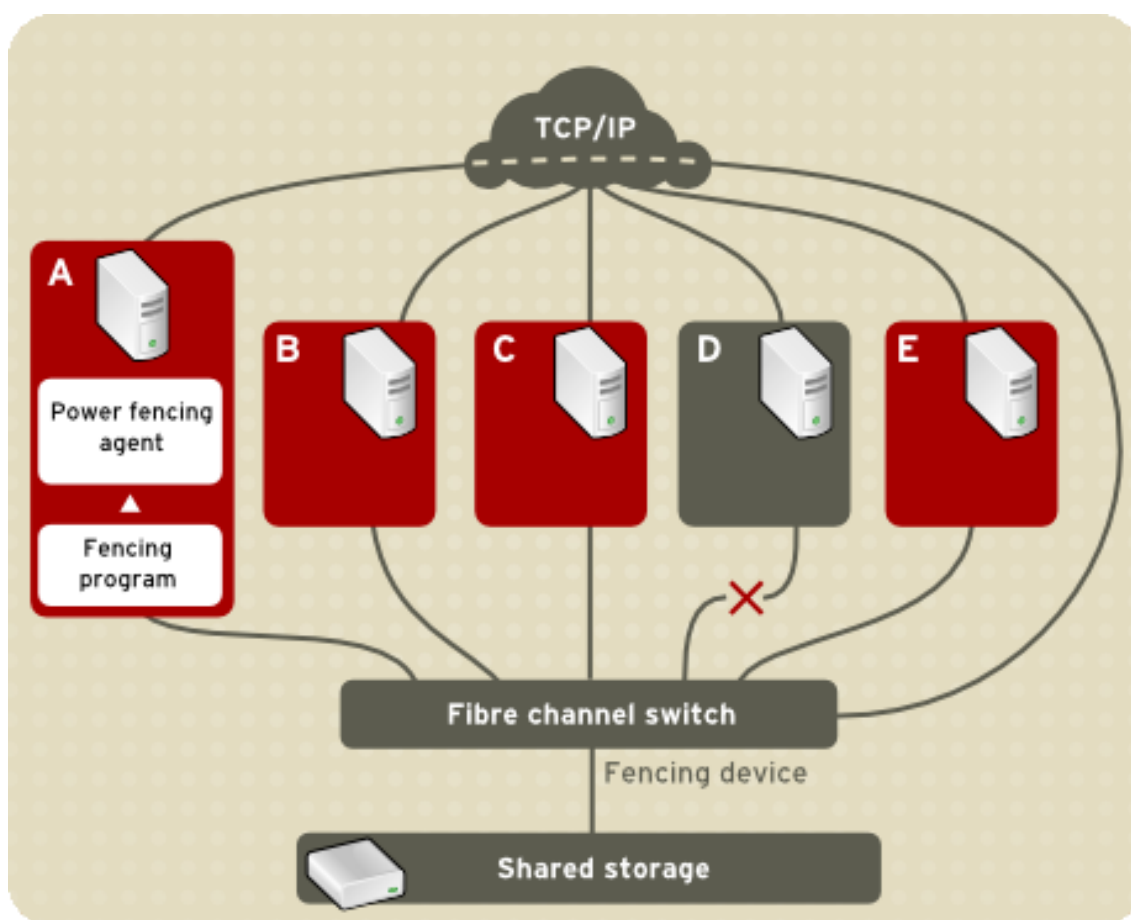 TCP/IP
A
Power fencing
agent
Fencing
program
B
C
D
E
Fibre channel switch
Fencing device
Shared storage